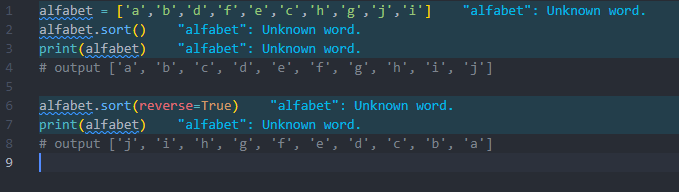 1 alfabet = ['a','b','d','f','e','c','h','g','j','i'] "alfabet": Unknown word.
2 alfabet.sort() "alfabet": Unknown word.
3 print(alfabet) "alfabet": Unknown word.
4 # output ['a', 'b', 'c', 'd', 'e', 'f', 'g', 'h', 'i', 'j']
5
6 alfabet.sort(reverse=True) "alfabet": Unknown word.
7 print(alfabet) "alfabet": Unknown word.
8 # output ['j', 'i', 'h', 'g', 'f', 'e', 'd', 'c', 'b', 'a']
9